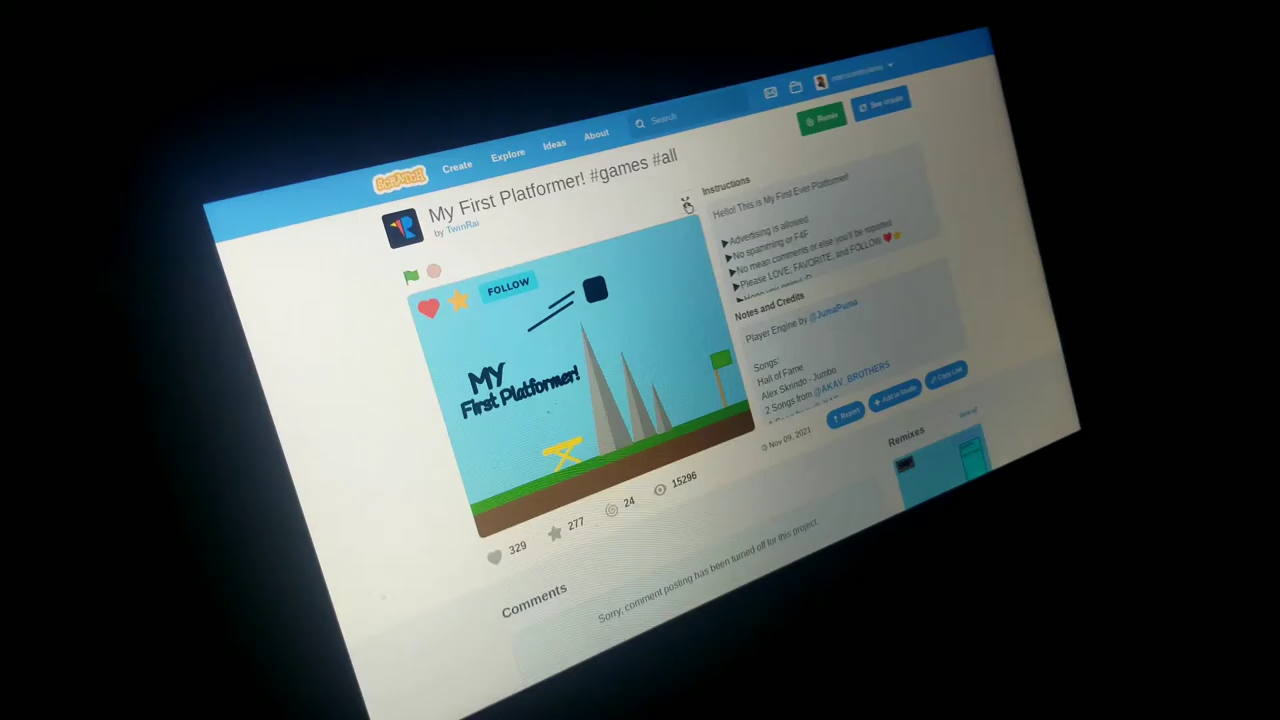 SCRATCH
Create
Explore
Ideas
About
Search
My First Platformer! #games #all
by TwinRai
Remix
See inside
Instructions
Hello! This is My First Ever Platformer!
▶Advertising is allowed
▶No spamming or F4F
▶No mean comments or else you'll be reported
▶Please LOVE, FAVORITE, and FOLLOW ❤️⭐
FOLLOW
MY
First Platformer!
Notes and Credits
Player Engine by @JumaPuma
Songs:
Hall of Fame
Alex Skrindo - Jumbo
2 Songs from @AKAV_BROTHERS
329
277
24
15296
© Nov 09, 2021
Report
Add to Studio
Copy Link
Comments
Sorry, comment posting has been turned off for this project.
Remixes